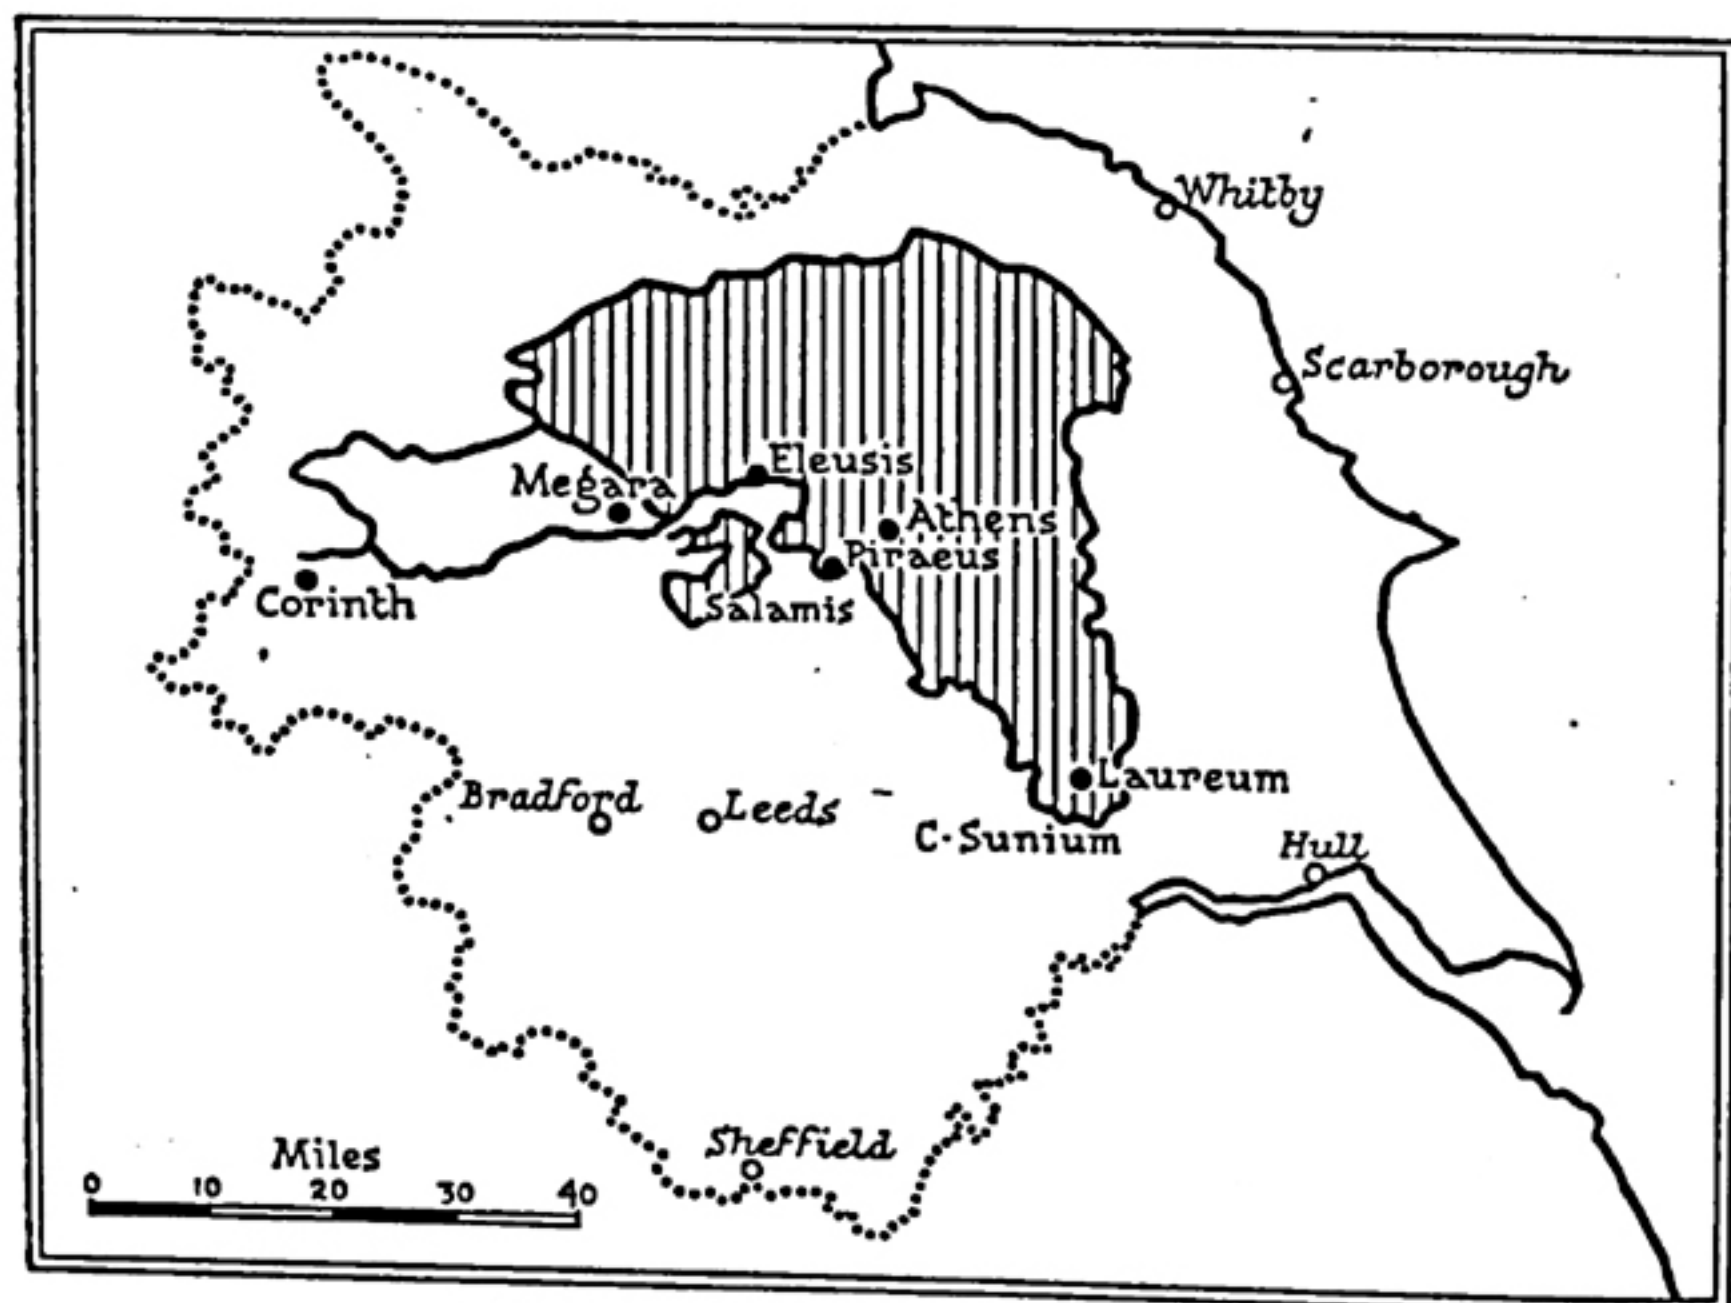 Whitby
Scarborough
Eleusis
Megara
Athens
Piraeus
Corinth
Salamis
Laureum
Bradford
Leeds
C·Sunium
Hull
Sheffield
Miles
0 10 20 30 40